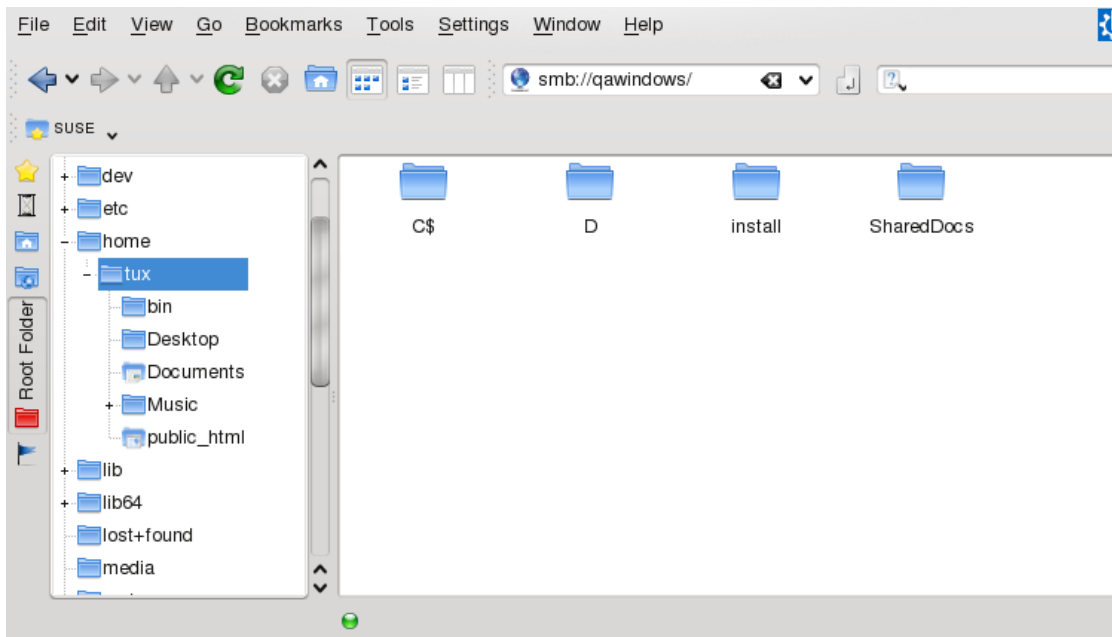 File Edit View Go Bookmarks Tools Settings Window Help
smb://qawindows/
SUSE
Root Folder
dev
etc
home
tux
bin
Desktop
Documents
Music
public_html
lib
lib64
lost+found
media
C$ D install SharedDocs